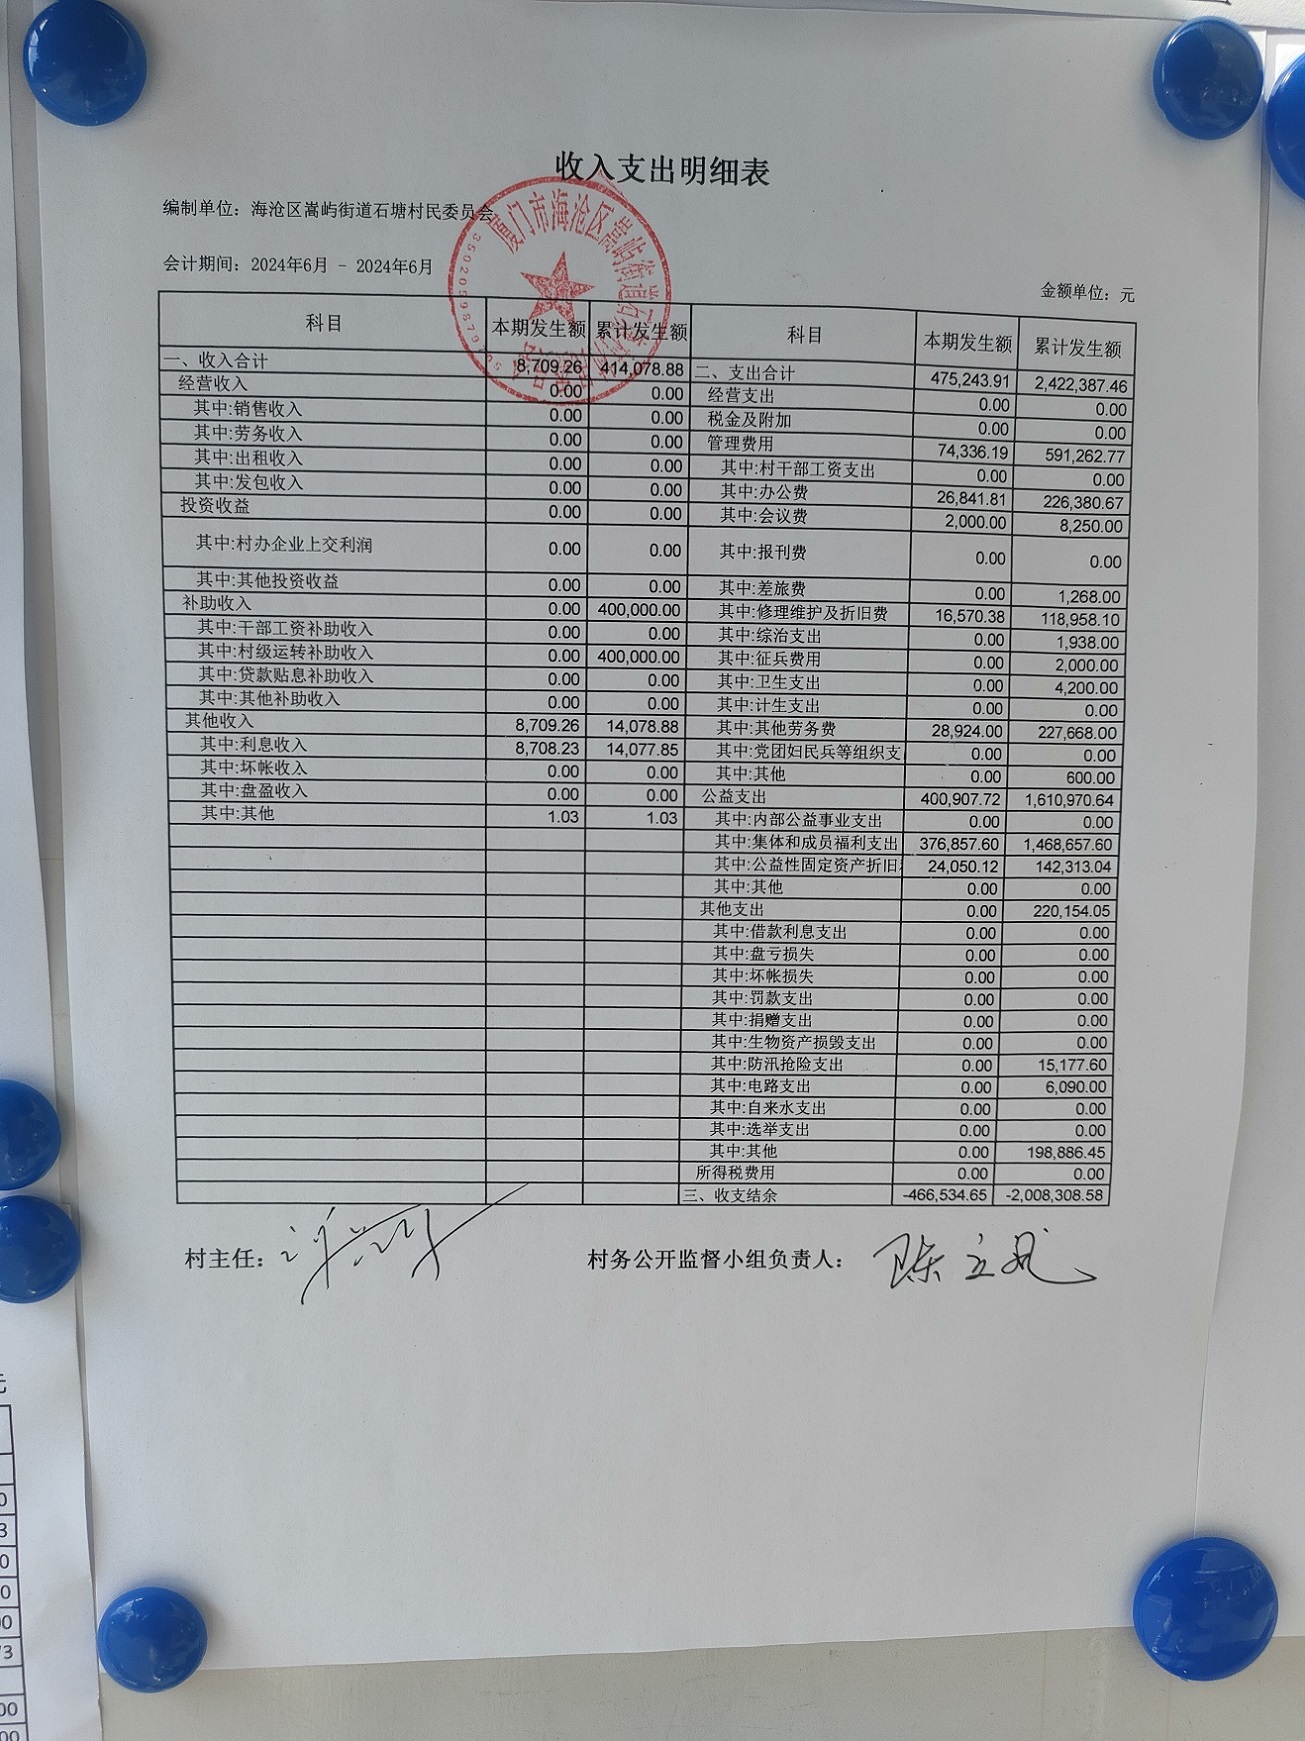 收入支出明细表
编制单位：海沧区嵩屿街道石塘村民委员会
会计期间：2024年6月 - 2024年6月
金额单位：元
科目 本期发生额 累计发生额 科目 本期发生额 累计发生额
一、收入合计 8,709.26 414,078.88 二、支出合计 475,243.91 2,422,387.46
经营收入 0.00 0.00 经营支出 0.00 0.00
其中:销售收入 0.00 0.00 税金及附加 0.00 0.00
其中:劳务收入 0.00 0.00 管理费用 74,336.19 591,262.77
其中:出租收入 0.00 0.00 其中:村干部工资支出 0.00 0.00
其中:发包收入 0.00 0.00 其中:办公费 26,841.81 226,380.67
投资收益 0.00 0.00 其中:会议费 2,000.00 8,250.00
其中:村办企业上交利润 0.00 0.00 其中:报刊费 0.00 0.00
其中:其他投资收益 0.00 0.00 其中:差旅费 0.00 1,268.00
补助收入 0.00 400,000.00 其中:修理维护及折旧费 16,570.38 118,958.10
其中:干部工资补助收入 0.00 0.00 其中:综治支出 0.00 1,938.00
其中:村级运转补助收入 0.00 400,000.00 其中:征兵费用 0.00 2,000.00
其中:贷款贴息补助收入 0.00 0.00 其中:卫生支出 0.00 4,200.00
其中:其他补助收入 0.00 0.00 其中:计生支出 0.00 0.00
其他收入 8,709.26 14,078.88 其中:其他劳务费 28,924.00 227,668.00
其中:利息收入 8,708.23 14,077.85 其中:党团妇民兵等组织支 0.00 0.00
其中:坏帐收入 0.00 0.00 其中:其他 0.00 600.00
其中:盘盈收入 0.00 0.00 公益支出 400,907.72 1,610,970.64
其中:其他 1.03 1.03 其中:内部公益事业支出 0.00 0.00
其中:集体和成员福利支出 376,857.60 1,468,657.60
其中:公益性固定资产折旧 24,050.12 142,313.04
其中:其他 0.00 0.00
其他支出 0.00 220,154.05
其中:借款利息支出 0.00 0.00
其中:盘亏损失 0.00 0.00
其中:坏帐损失 0.00 0.00
其中:罚款支出 0.00 0.00
其中:捐赠支出 0.00 0.00
其中:生物资产损毁支出 0.00 0.00
其中:防汛抢险支出 0.00 15,177.60
其中:电路支出 0.00 6,090.00
其中:自来水支出 0.00 0.00
其中:选举支出 0.00 0.00
其中:其他 0.00 198,886.45
所得税费用 0.00 0.00
三、收支结余 -466,534.65 -2,008,308.58
村主任： 村务公开监督小组负责人：